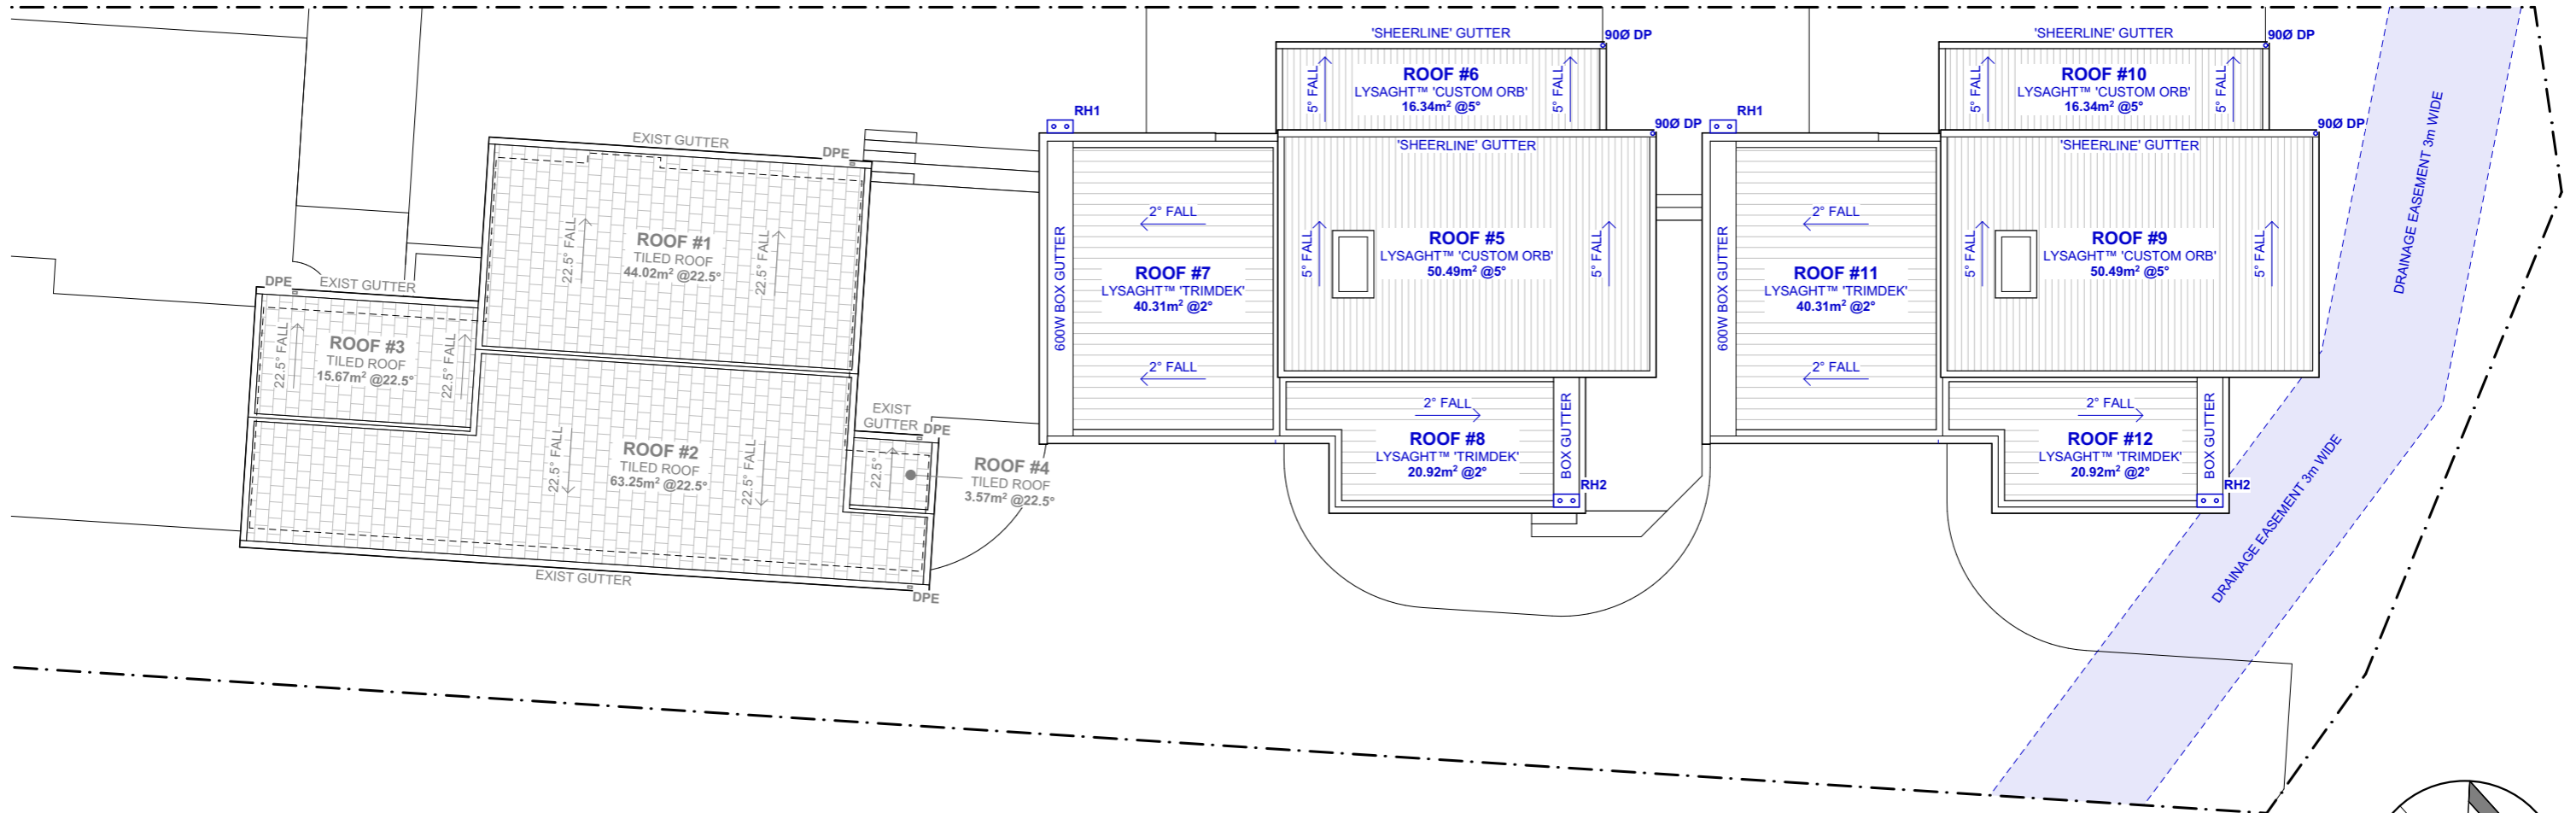 'SHEERLINE' GUTTER
90Ø DP
ROOF #6
LYSAGHT™ 'CUSTOM ORB'
16.34m² @5°
5° FALL
5° FALL
'SHEERLINE' GUTTER
90Ø DP
ROOF #10
LYSAGHT™ 'CUSTOM ORB'
16.34m² @5°
5° FALL
5° FALL
EXIST GUTTER
DPE
ROOF #1
TILED ROOF
44.02m² @22.5°
22.5° FALL
22.5° FALL
DPE
EXIST GUTTER
ROOF #3
TILED ROOF
15.67m² @22.5°
22.5° FALL
22.5° FALL
ROOF #2
TILED ROOF
63.25m² @22.5°
22.5° FALL
22.5° FALL
EXIST GUTTER
DPE
EXIST
GUTTER
DPE
22.5°
ROOF #4
TILED ROOF
3.57m² @22.5°
RH1
600W BOX GUTTER
2° FALL
ROOF #7
LYSAGHT™ 'TRIMDEK'
40.31m² @2°
2° FALL
90Ø DP
'SHEERLINE' GUTTER
5° FALL
ROOF #5
LYSAGHT™ 'CUSTOM ORB'
50.49m² @5°
5° FALL
2° FALL
ROOF #8
LYSAGHT™ 'TRIMDEK'
20.92m² @2°
BOX GUTTER
RH2
RH1
600W BOX GUTTER
2° FALL
ROOF #11
LYSAGHT™ 'TRIMDEK'
40.31m² @2°
2° FALL
90Ø DP
'SHEERLINE' GUTTER
5° FALL
ROOF #9
LYSAGHT™ 'CUSTOM ORB'
50.49m² @5°
5° FALL
2° FALL
ROOF #12
LYSAGHT™ 'TRIMDEK'
20.92m² @2°
BOX GUTTER
RH2
DRAINAGE EASEMENT 3m WIDE
DRAINAGE EASEMENT 3m WIDE